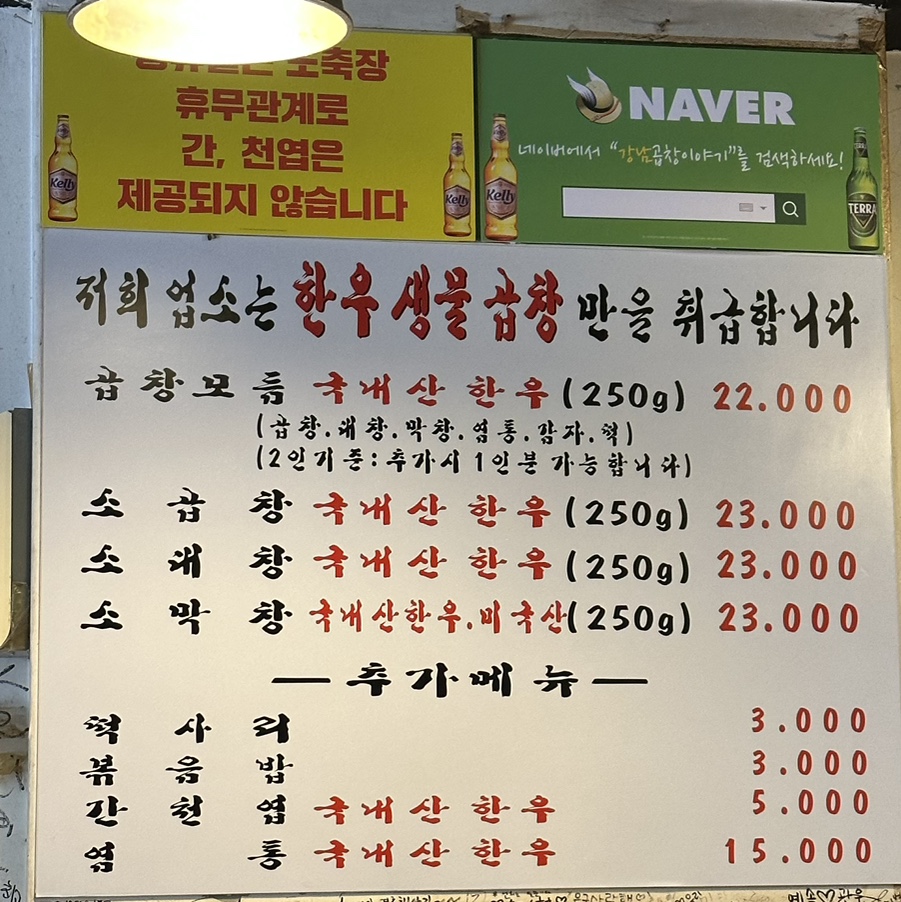 도축장
휴무관계로
간, 천엽은
제공되지 않습니다
Kelly
Kelly
Kelly
NAVER
네이버에서 "강남곱창이야기"를 검색하세요!
TERRA
저희 업소는 한우 생물 곱창 만을 취급합니다
곱창모듬 국내산 한우 (250g) 22.000
(곱창.대창.막창.염통.감자.떡)
(2인기준:추가시 1인분 가능합니다)
소곱창 국내산 한우 (250g) 23.000
소대창 국내산 한우 (250g) 23.000
소막창 국내산한우.미국산(250g) 23.000
—추가메뉴—
떡사리 3.000
볶음밥 3.000
간천엽 국내산 한우 5.000
염통 국내산 한우 15.000